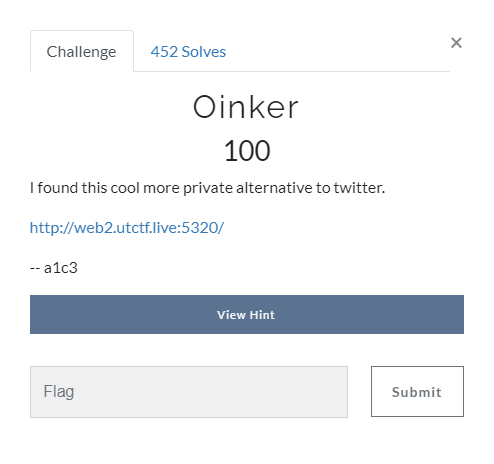 Challenge
452 Solves
×
Oinker
100
I found this cool more private alternative to twitter.
http://web2.utctf.live:5320/
-- a1c3
View Hint
Flag
Submit